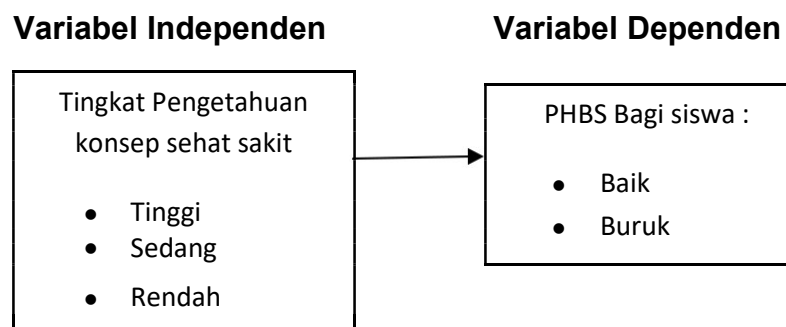 Variabel Independen
Variabel Dependen
Tingkat Pengetahuan
konsep sehat sakit
● Tinggi
● Sedang
● Rendah
PHBS Bagi siswa :
● Baik
● Buruk